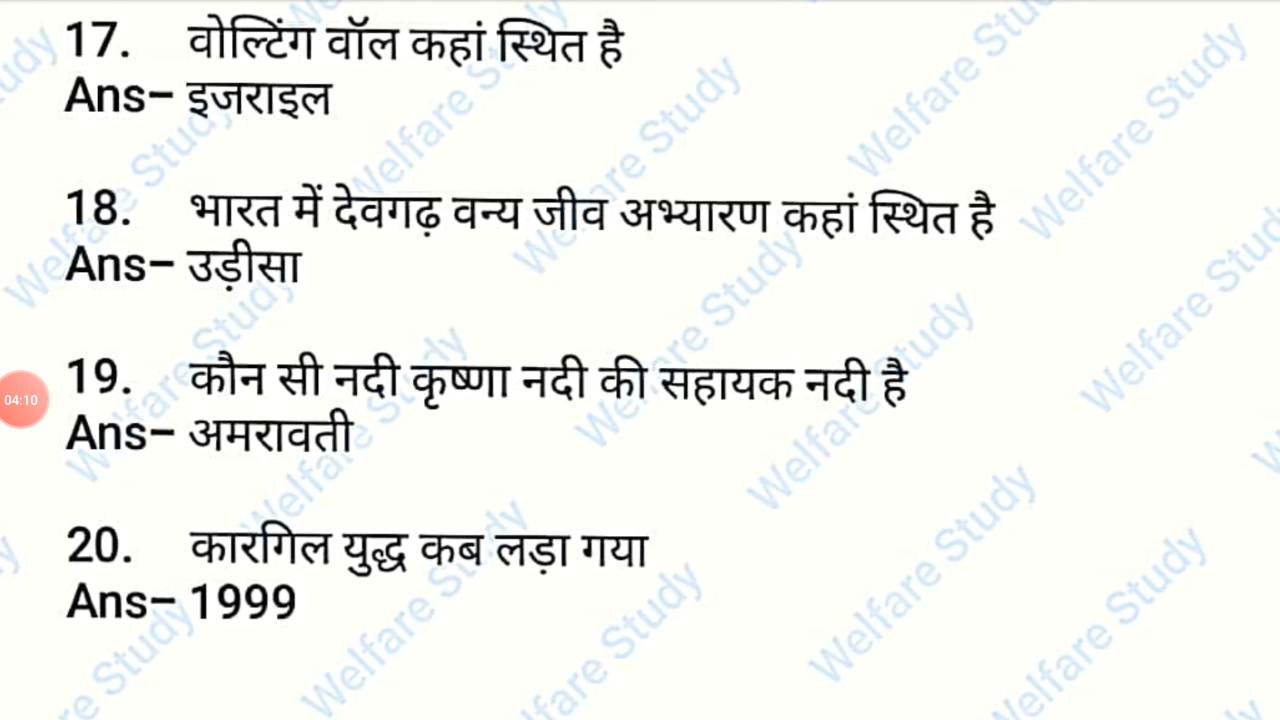 17. वोल्टिंग वॉल कहां स्थित है
Ans– इजराइल
18. भारत में देवगढ़ वन्य जीव अभ्यारण कहां स्थित है
Ans– उड़ीसा
19. कौन सी नदी कृष्णा नदी की सहायक नदी है
Ans– अमरावती
20. कारगिल युद्ध कब लड़ा गया
Ans– 1999
04:10
Welfare Study